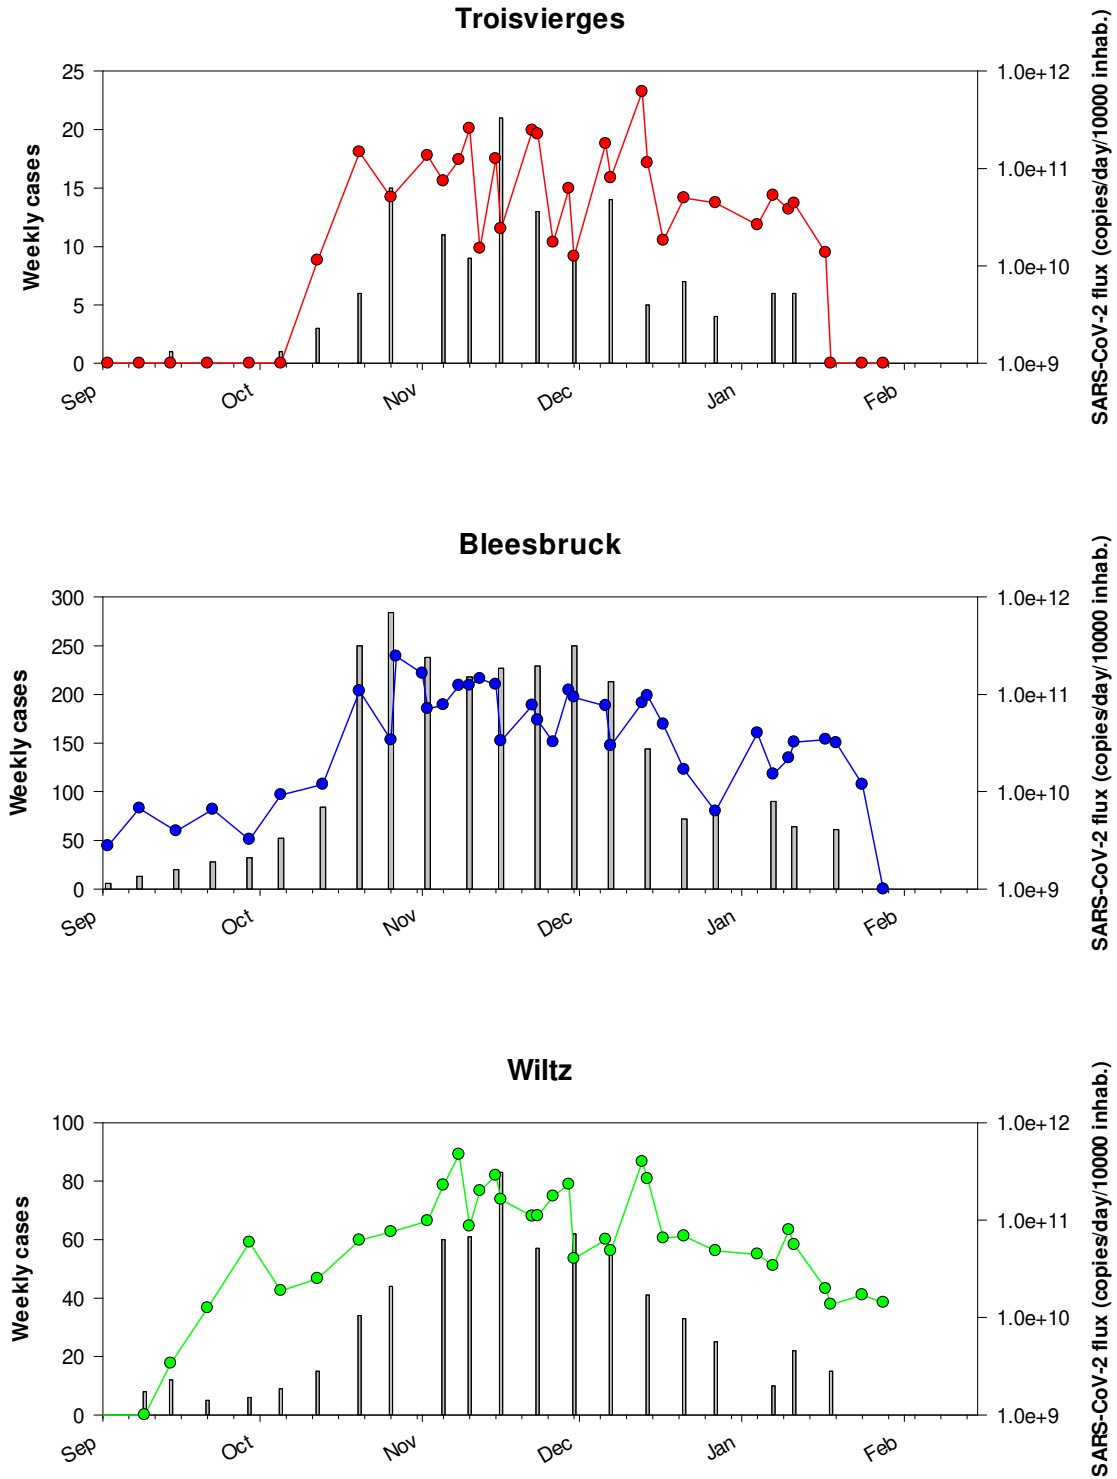 Troisvierges
25
20
15
10
5
0
Weekly cases
1.0e+12
1.0e+11
1.0e+10
1.0e+9
SARS-CoV-2 flux (copies/day/10000 inhab.)
Sep
Oct
Nov
Dec
Jan
Feb
Bleesbruck
300
250
200
150
100
50
0
Weekly cases
1.0e+12
1.0e+11
1.0e+10
1.0e+9
SARS-CoV-2 flux (copies/day/10000 inhab.)
Sep
Oct
Nov
Dec
Jan
Feb
Wiltz
100
80
60
40
20
0
Weekly cases
1.0e+12
1.0e+11
1.0e+10
1.0e+9
SARS-CoV-2 flux (copies/day/10000 inhab.)
Sep
Oct
Nov
Dec
Jan
Feb